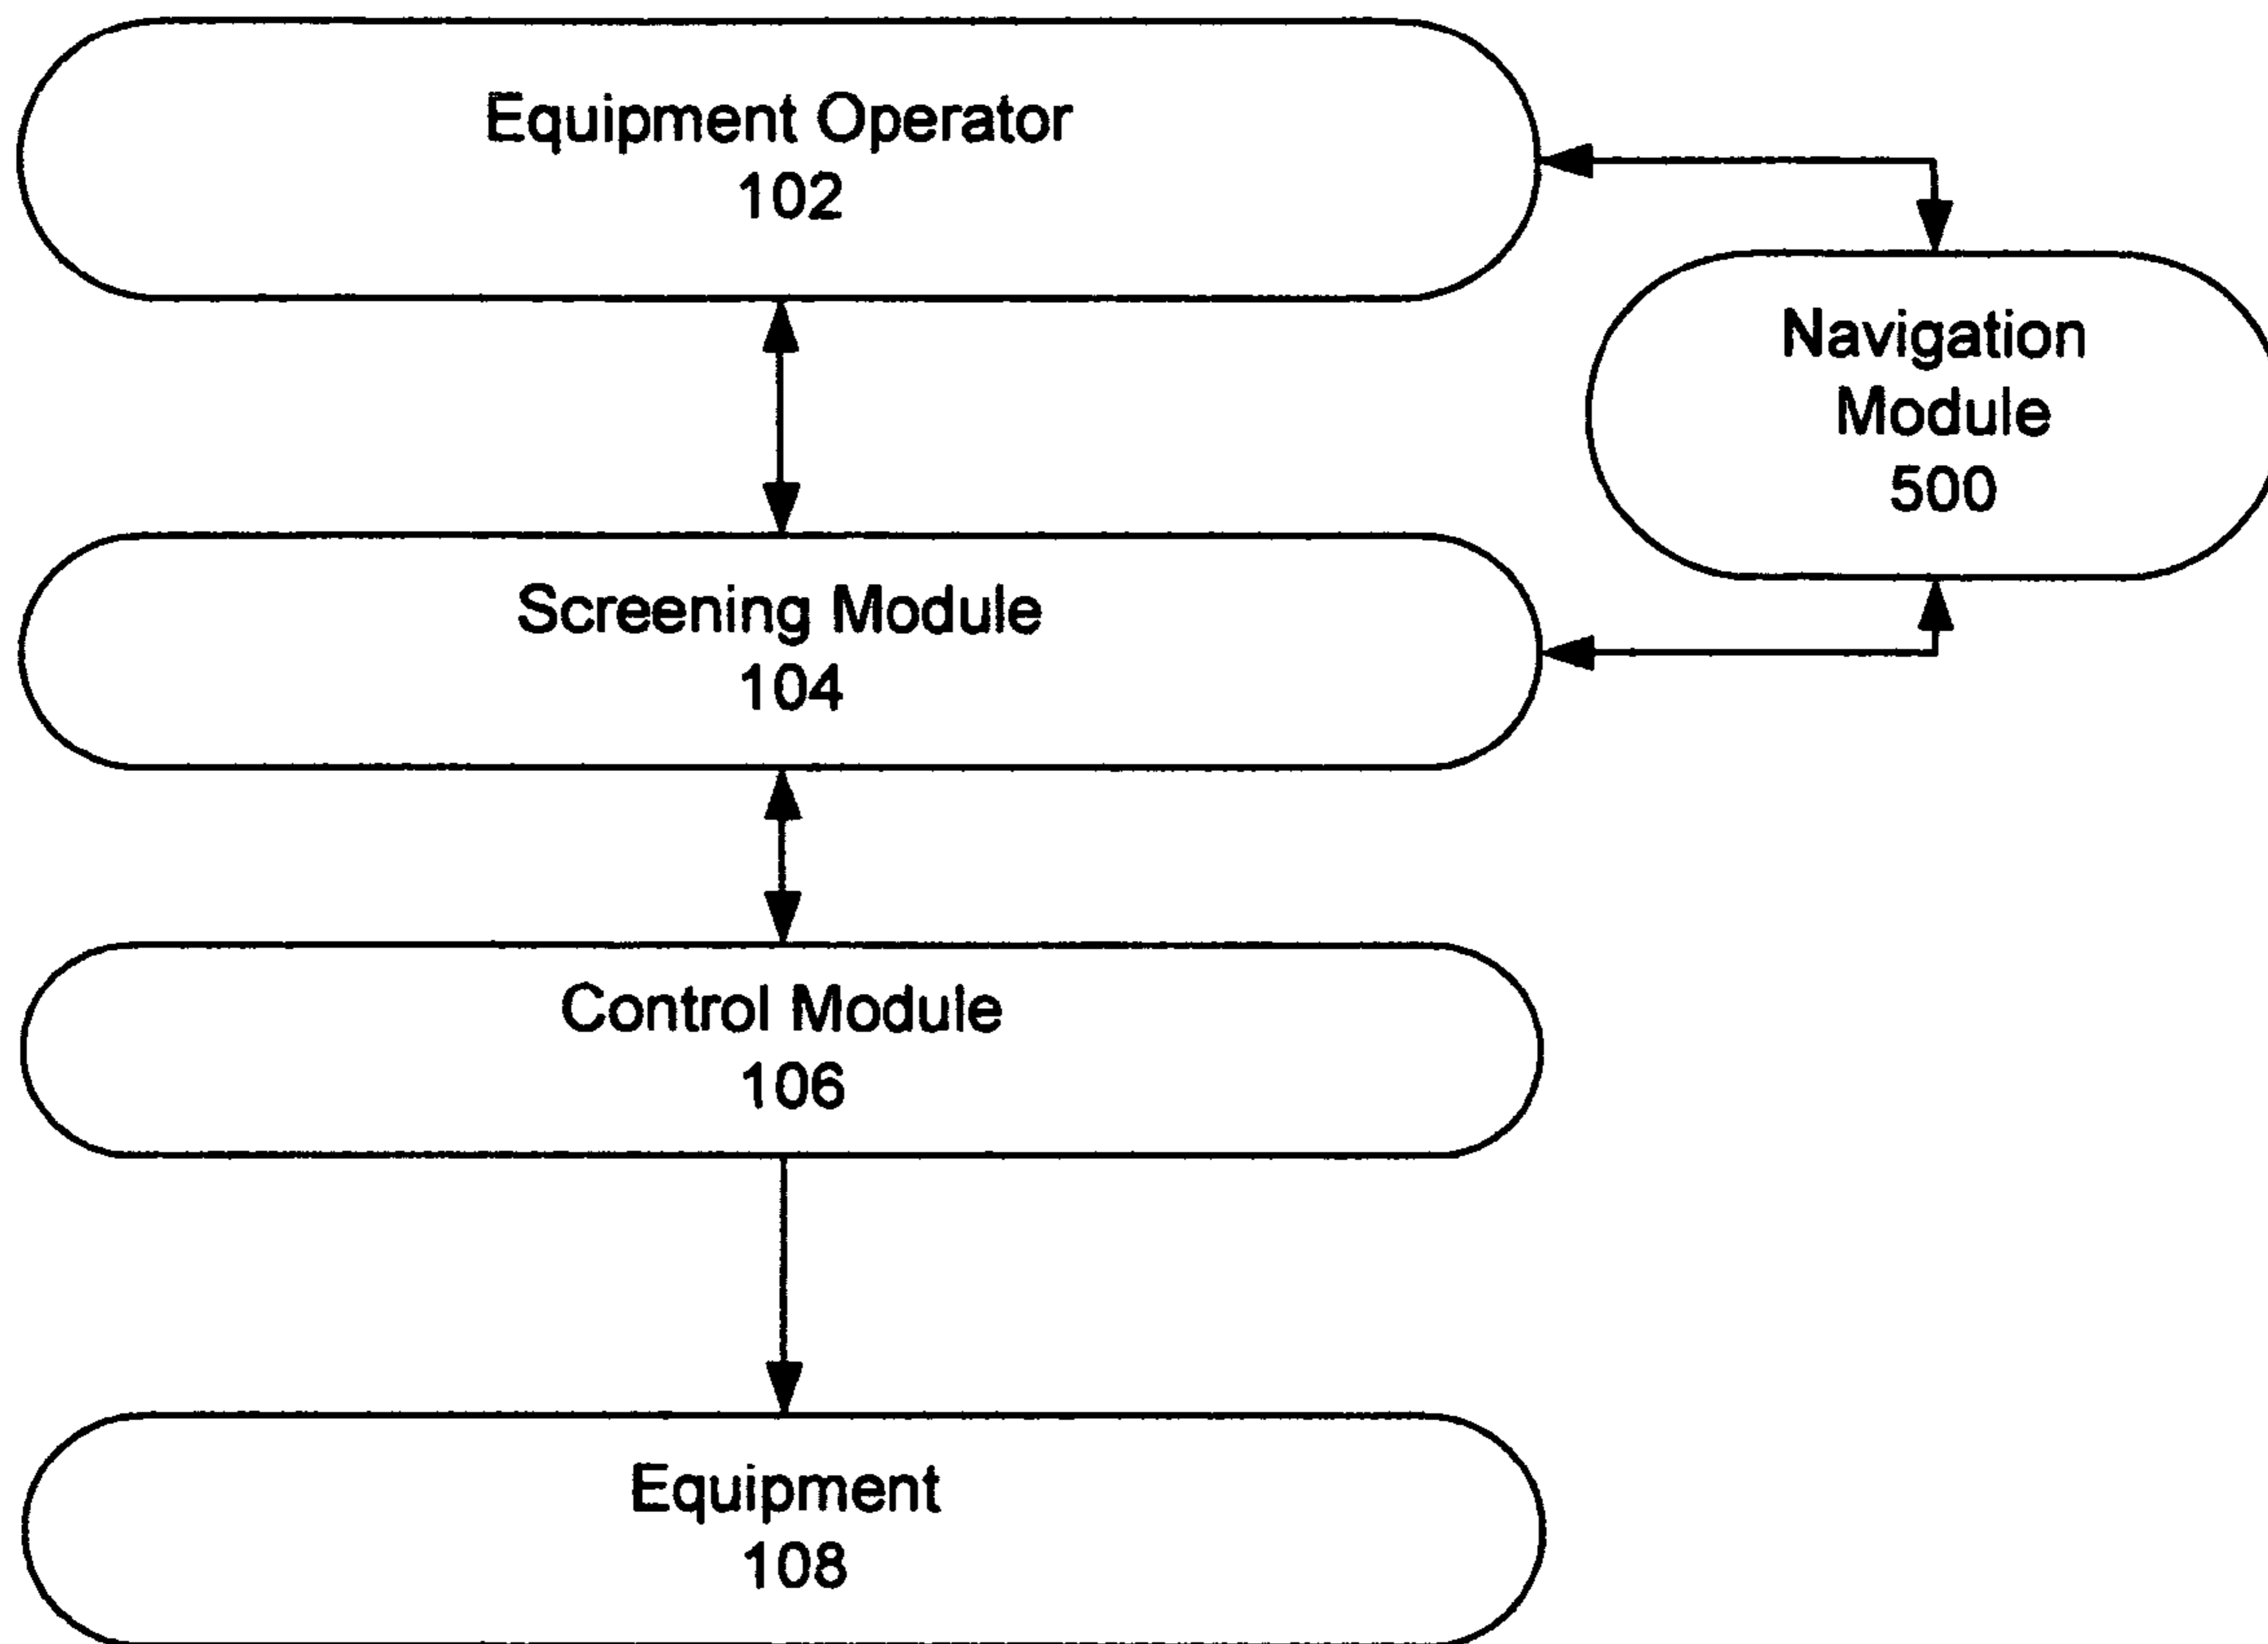 Equipment Operator
102
Navigation
Module
500
Screening Module
104
Control Module
106
Equipment
108